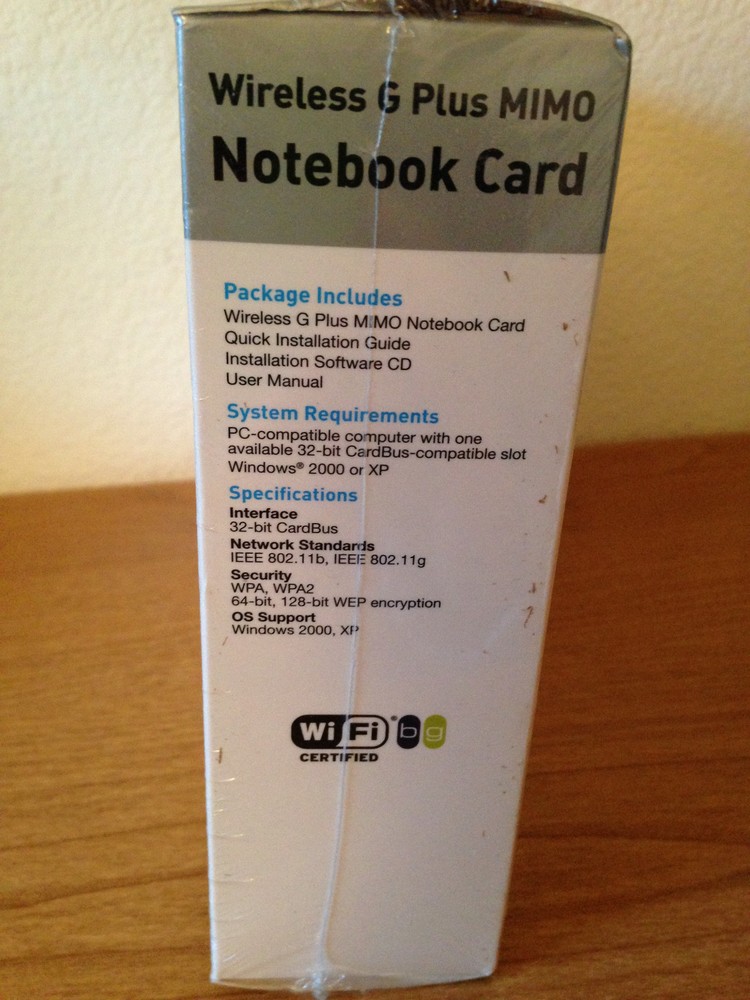 Wireless G Plus MIMO
Notebook Card
Package Includes
Wireless G Plus MIMO Notebook Card
Quick Installation Guide
Installation Software CD
User Manual
System Requirements
PC-compatible computer with one
available 32-bit CardBus-compatible slot
Windows® 2000 or XP
Specifications
Interface
32-bit CardBus
Network Standards
IEEE 802.11b, IEEE 802.11g
Security
WPA, WPA2
64-bit, 128-bit WEP encryption
OS Support
Windows 2000, XP
Wi Fi® b g
CERTIFIED